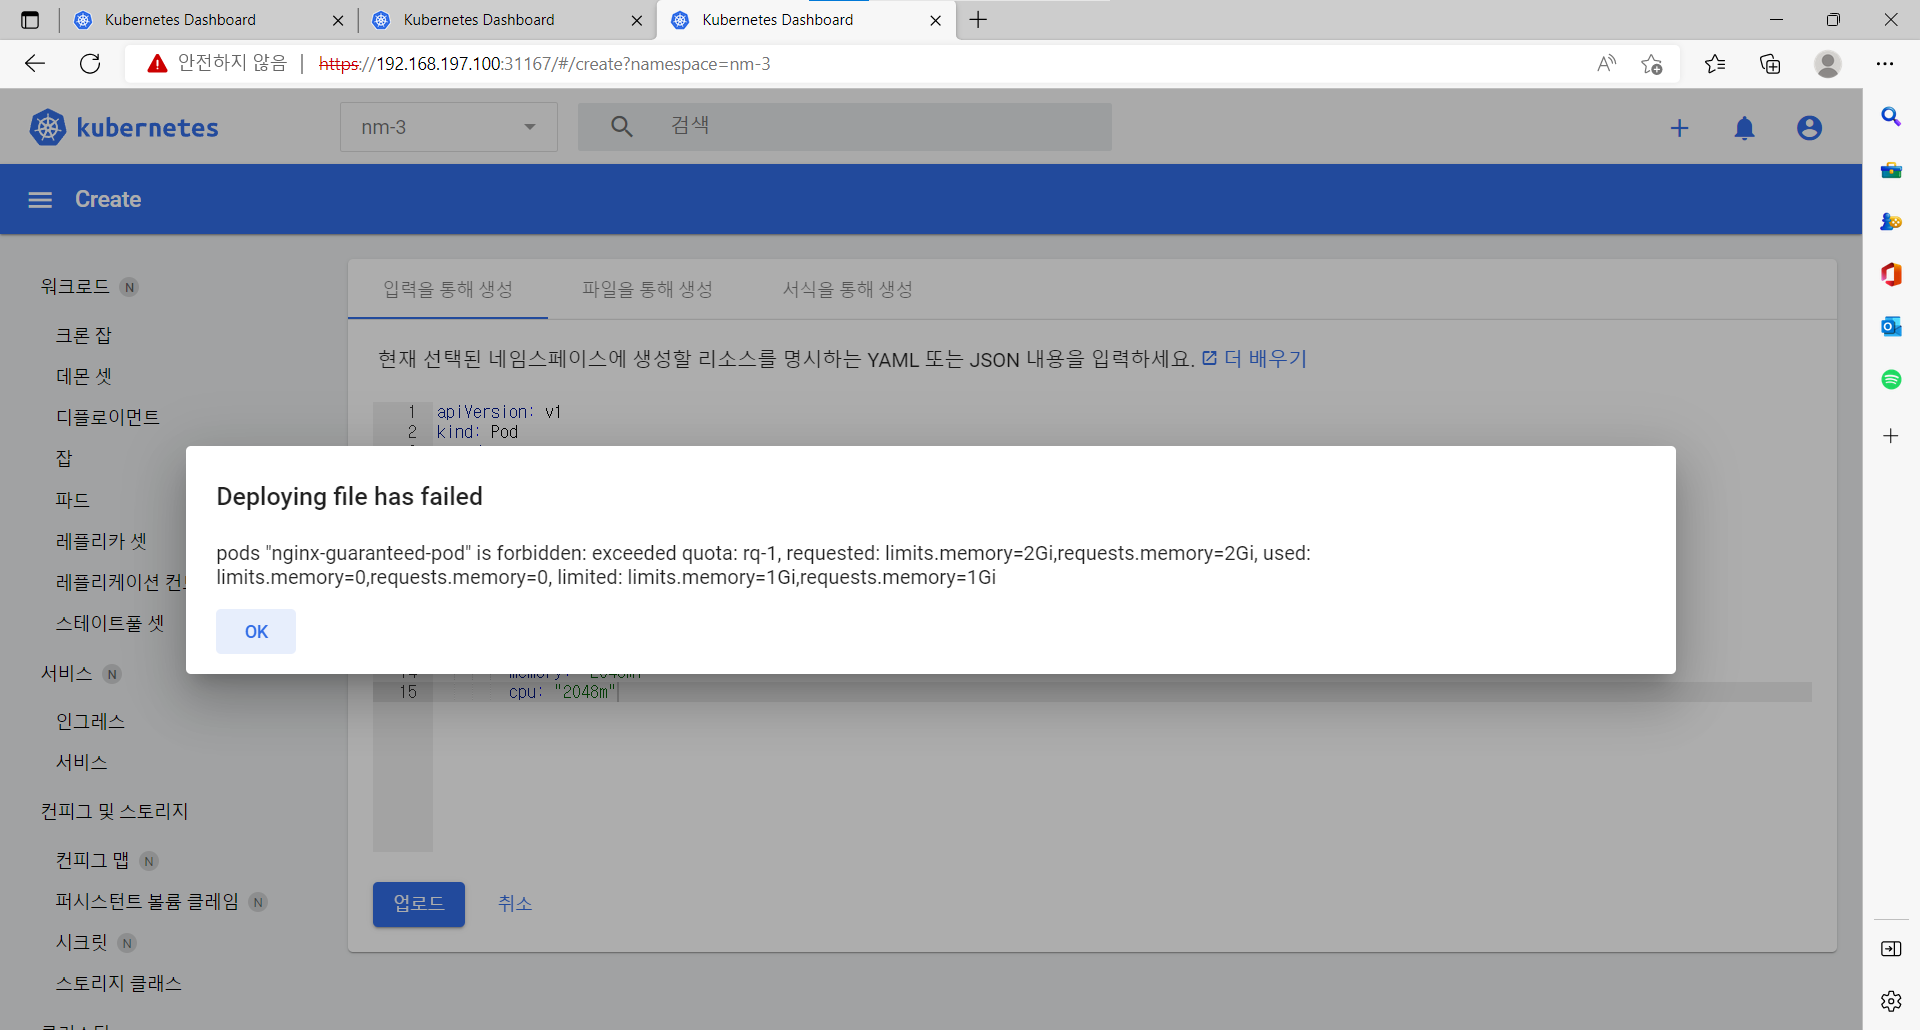 Kubernetes Dashboard
Kubernetes Dashboard
Kubernetes Dashboard
안전하지 않음 | https://192.168.197.100:31167/#/create?namespace=nm-3
kubernetes
nm-3
검색
Create
워크로드 N
크론 잡
데몬 셋
디플로이먼트
잡
파드
레플리카 셋
레플리케이션
스테이트풀 셋
서비스 N
인그레스
서비스
컨피그 및 스토리지
컨피그 맵 N
퍼시스턴트 볼륨 클레임 N
시크릿 N
스토리지 클래스
입력을 통해 생성
파일을 통해 생성
서식을 통해 생성
현재 선택된 네임스페이스에 생성할 리소스를 명시하는 YAML 또는 JSON 내용을 입력하세요. 더 배우기
1 apiVersion: v1
2 kind: Pod
Deploying file has failed
pods "nginx-guaranteed-pod" is forbidden: exceeded quota: rq-1, requested: limits.memory=2Gi,requests.memory=2Gi, used:
limits.memory=0,requests.memory=0, limited: limits.memory=1Gi,requests.memory=1Gi
OK
15 cpu: "2048m"
업로드
취소